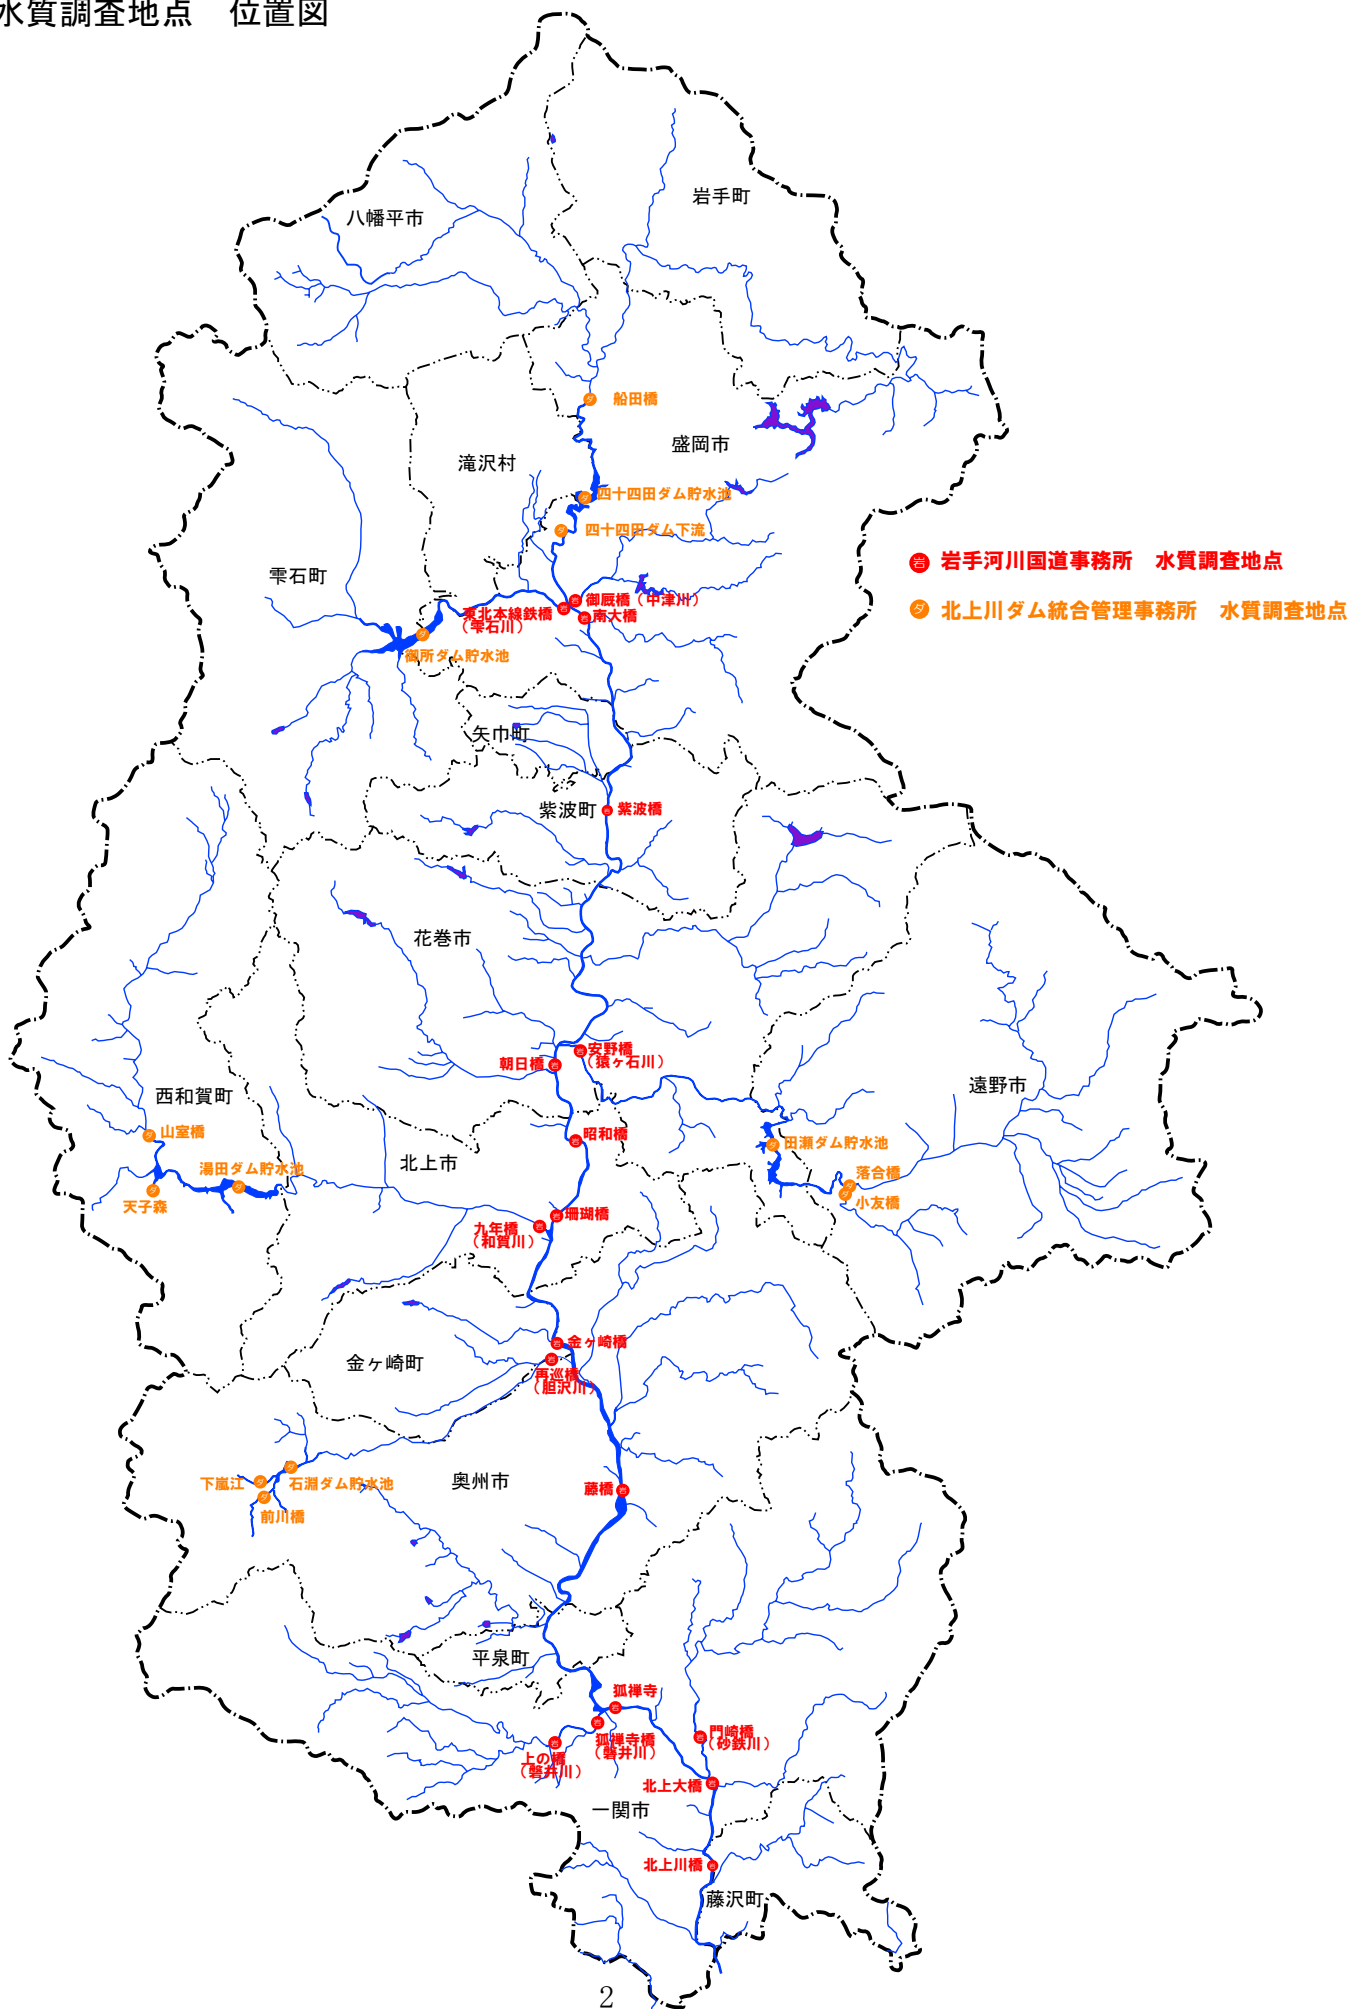 水質調査地点　位置図
岩手町
八幡平市
船田橋
盛岡市
滝沢村
四十四田ダム貯水池
四十四田ダム下流
岩 岩手河川国道事務所　水質調査地点
ダ 北上川ダム統合管理事務所　水質調査地点
雫石町
御厩橋（中津川）
東北本線鉄橋
（雫石川）
南大橋
御所ダム貯水池
矢巾町
紫波町
紫波橋
花巻市
安野橋
（猿ヶ石川）
朝日橋
遠野市
西和賀町
山室橋
昭和橋
田瀬ダム貯水池
北上市
湯田ダム貯水池
落合橋
小友橋
天子森
珊瑚橋
九年橋
（和賀川）
金ヶ崎橋
金ヶ崎町
再巡橋
（胆沢川）
奥州市
下嵐江
石淵ダム貯水池
藤橋
前川橋
平泉町
狐禅寺
門崎橋
（砂鉄川）
狐禅寺橋
（磐井川）
上の橋
（磐井川）
北上大橋
一関市
北上川橋
藤沢町
2